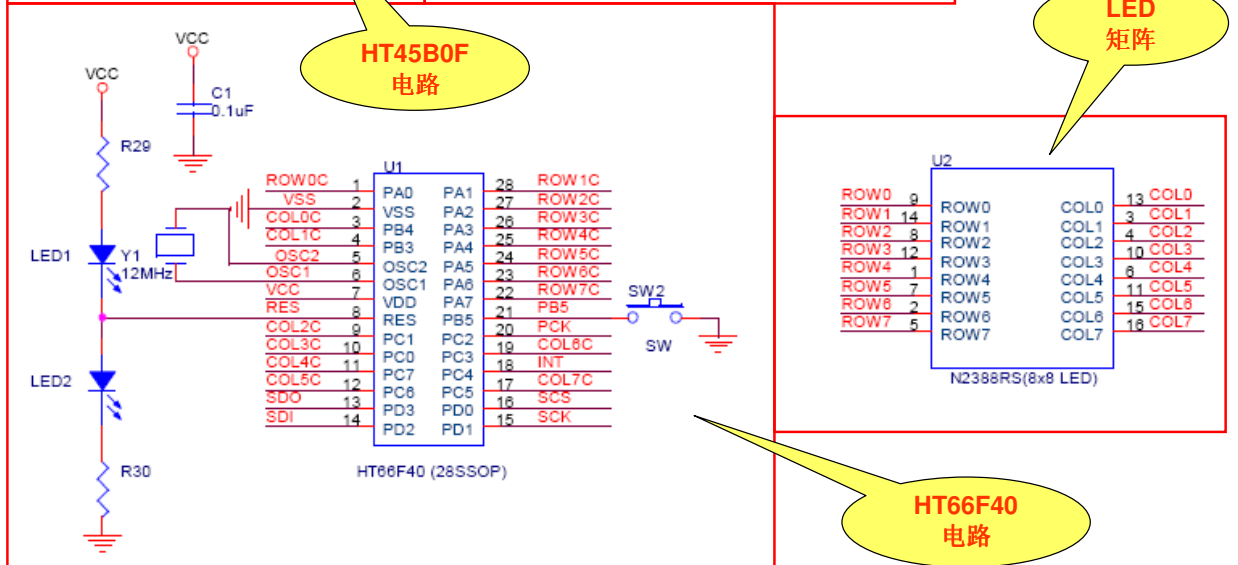 HT45B0F
电路
LED
矩阵
VCC
VCC
C1
0.1uF
R29
LED1
Y1
12MHz
LED2
R30
U1
ROW0C 1 PA0 PA1 28 ROW1C
VSS 2 VSS PA2 27 ROW2C
COL0C 3 PB4 PA3 26 ROW3C
COL1C 4 PB3 PA4 25 ROW4C
OSC2 5 OSC2 PA5 24 ROW5C
OSC1 6 OSC1 PA6 23 ROW6C
VCC 7 VDD PA7 22 ROW7C
RES 8 RES PB5 21 PB5
COL2C 9 PC1 PC2 20 PCK
COL3C 10 PC0 PC3 19 COL6C
COL4C 11 PC7 PC4 18 INT
COL5C 12 PC6 PC5 17 COL7C
SDO 13 PD3 PD0 16 SCS
SDI 14 PD2 PD1 15 SCK
HT66F40 (28SSOP)
SW2
SW
U2
ROW0 9 ROW0 COL0 13 COL0
ROW1 14 ROW1 COL1 3 COL1
ROW2 8 ROW2 COL2 4 COL2
ROW3 12 ROW3 COL3 10 COL3
ROW4 1 ROW4 COL4 6 COL4
ROW5 7 ROW5 COL5 11 COL5
ROW6 2 ROW6 COL6 15 COL6
ROW7 5 ROW7 COL7 16 COL7
N2388RS(8x8 LED)
HT66F40
电路